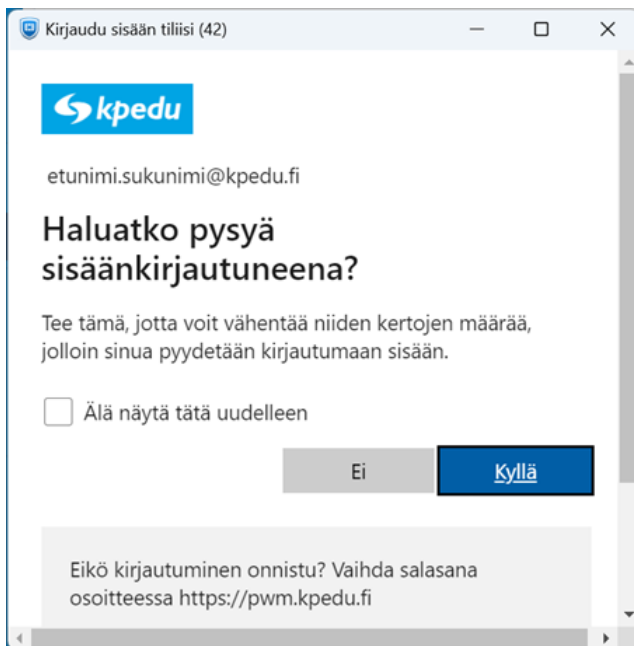 Kirjaudu sisään tiliisi (42)
kpedu
etunimi.sukunimi@kpedu.fi
Haluatko pysyä
sisäänkirjautuneena?
Tee tämä, jotta voit vähentää niiden kertojen määrää,
jolloin sinua pyydetään kirjautumaan sisään.
Älä näytä tätä uudelleen
Ei
Kyllä
Eikö kirjautuminen onnistu? Vaihda salasana
osoitteessa https://pwm.kpedu.fi